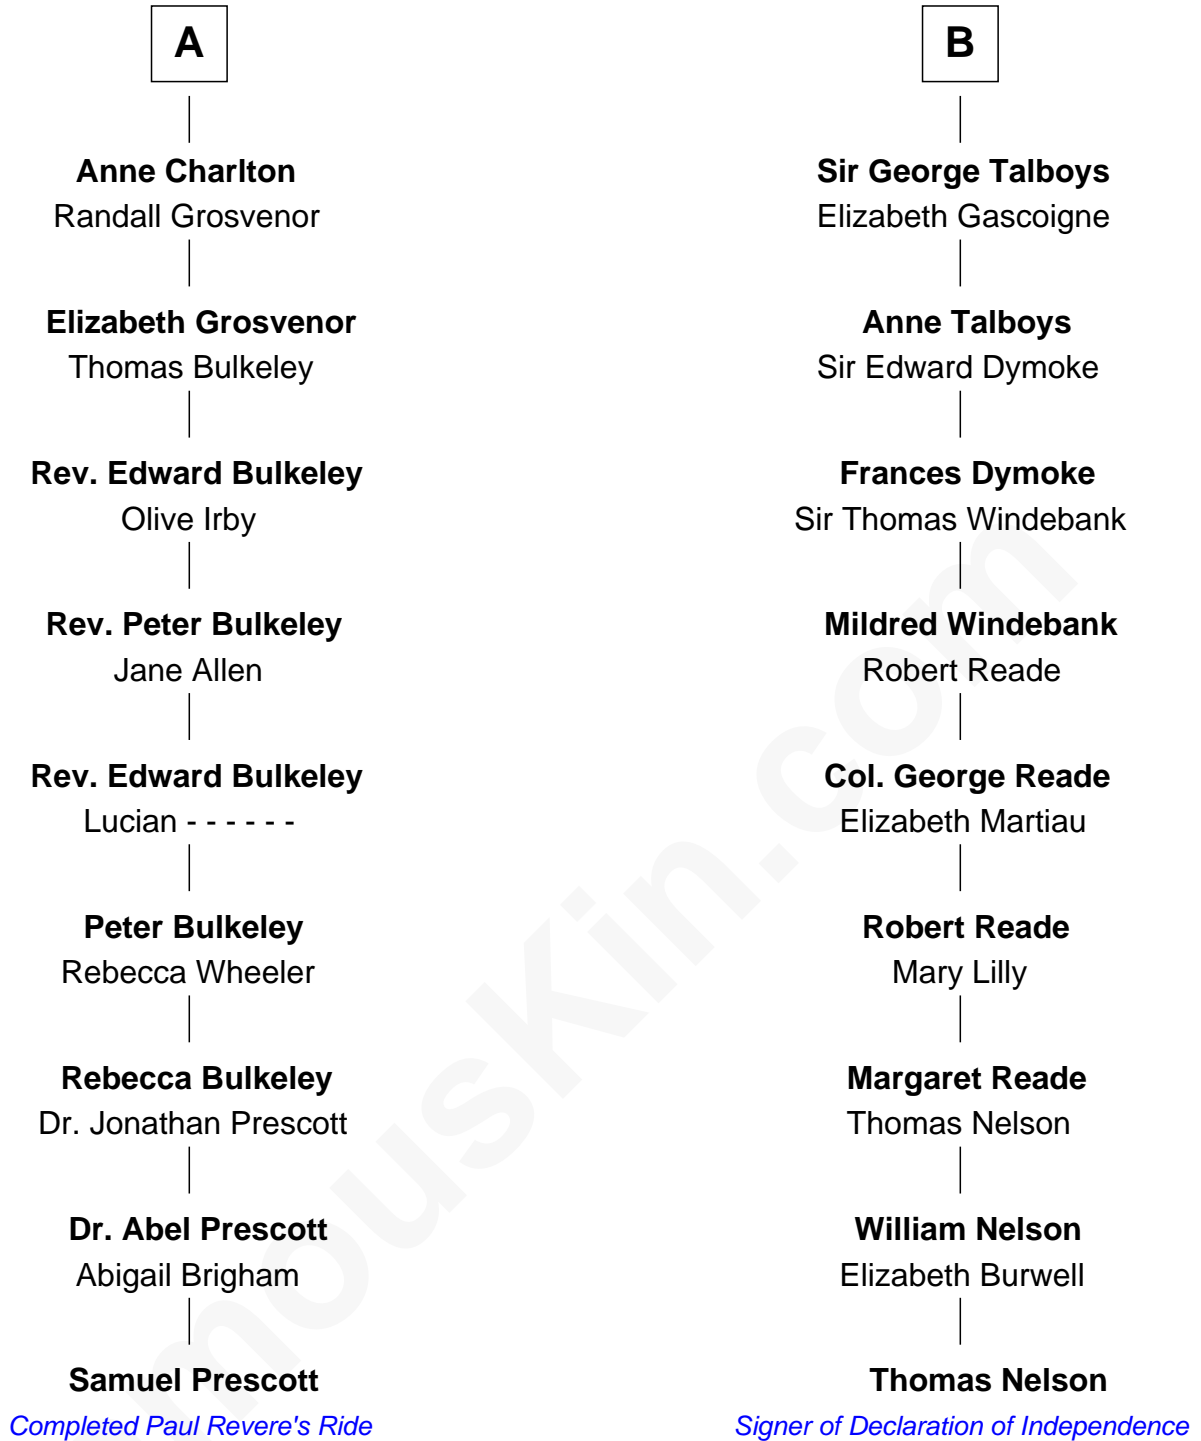 A
Anne Charlton
Randall Grosvenor
Elizabeth Grosvenor
Thomas Bulkeley
Rev. Edward Bulkeley
Olive Irby
Rev. Peter Bulkeley
Jane Allen
Rev. Edward Bulkeley
Lucian - - - - - -
Peter Bulkeley
Rebecca Wheeler
Rebecca Bulkeley
Dr. Jonathan Prescott
Dr. Abel Prescott
Abigail Brigham
Samuel Prescott
Completed Paul Revere's Ride
B
Sir George Talboys
Elizabeth Gascoigne
Anne Talboys
Sir Edward Dymoke
Frances Dymoke
Sir Thomas Windebank
Mildred Windebank
Robert Reade
Col. George Reade
Elizabeth Martiau
Robert Reade
Mary Lilly
Margaret Reade
Thomas Nelson
William Nelson
Elizabeth Burwell
Thomas Nelson
Signer of Declaration of Independence
mouskin.com